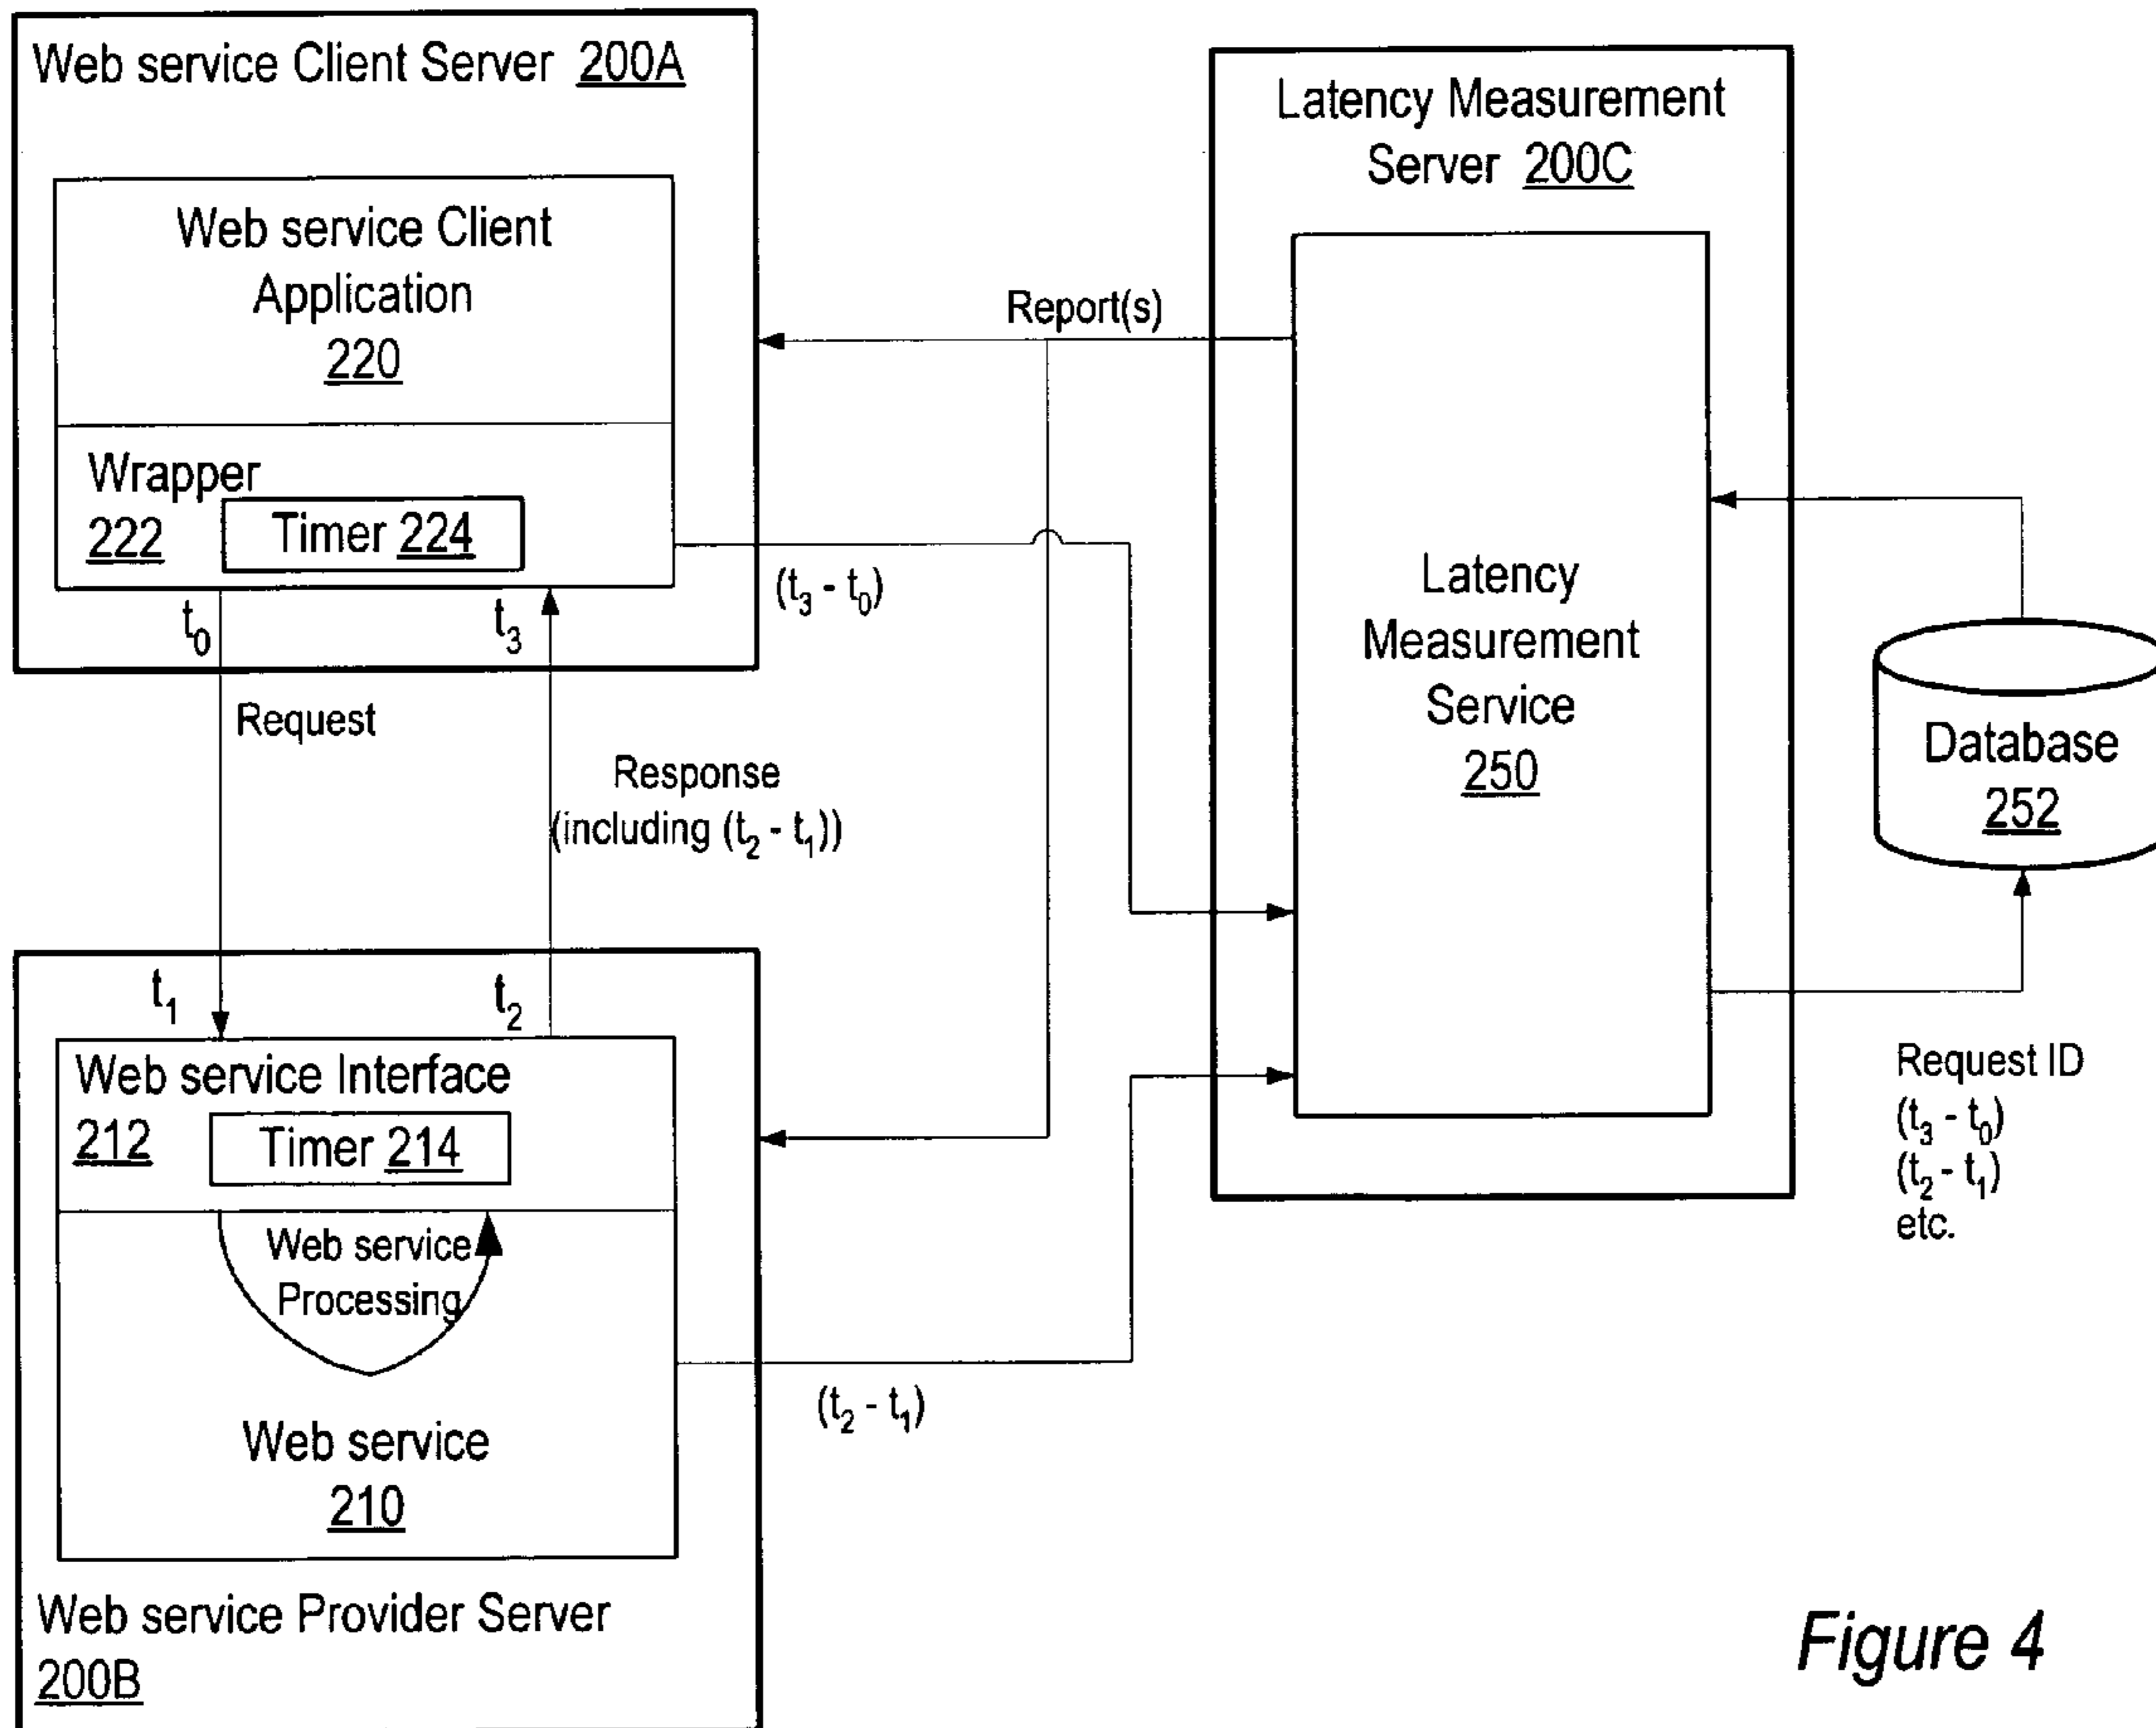 Web service Client Server 200A
Web service Client
Application
220
Wrapper
222
Timer 224
t0
t3
(t3 - t0)
Request
Response
(including (t2 - t1))
t1
t2
Web service Interface
212
Timer 214
Web service
Processing
Web service
210
(t2 - t1)
Web service Provider Server
200B
Report(s)
Latency Measurement
Server 200C
Latency
Measurement
Service
250
Database
252
Request ID
(t3 - t0)
(t2 - t1)
etc.
Figure 4